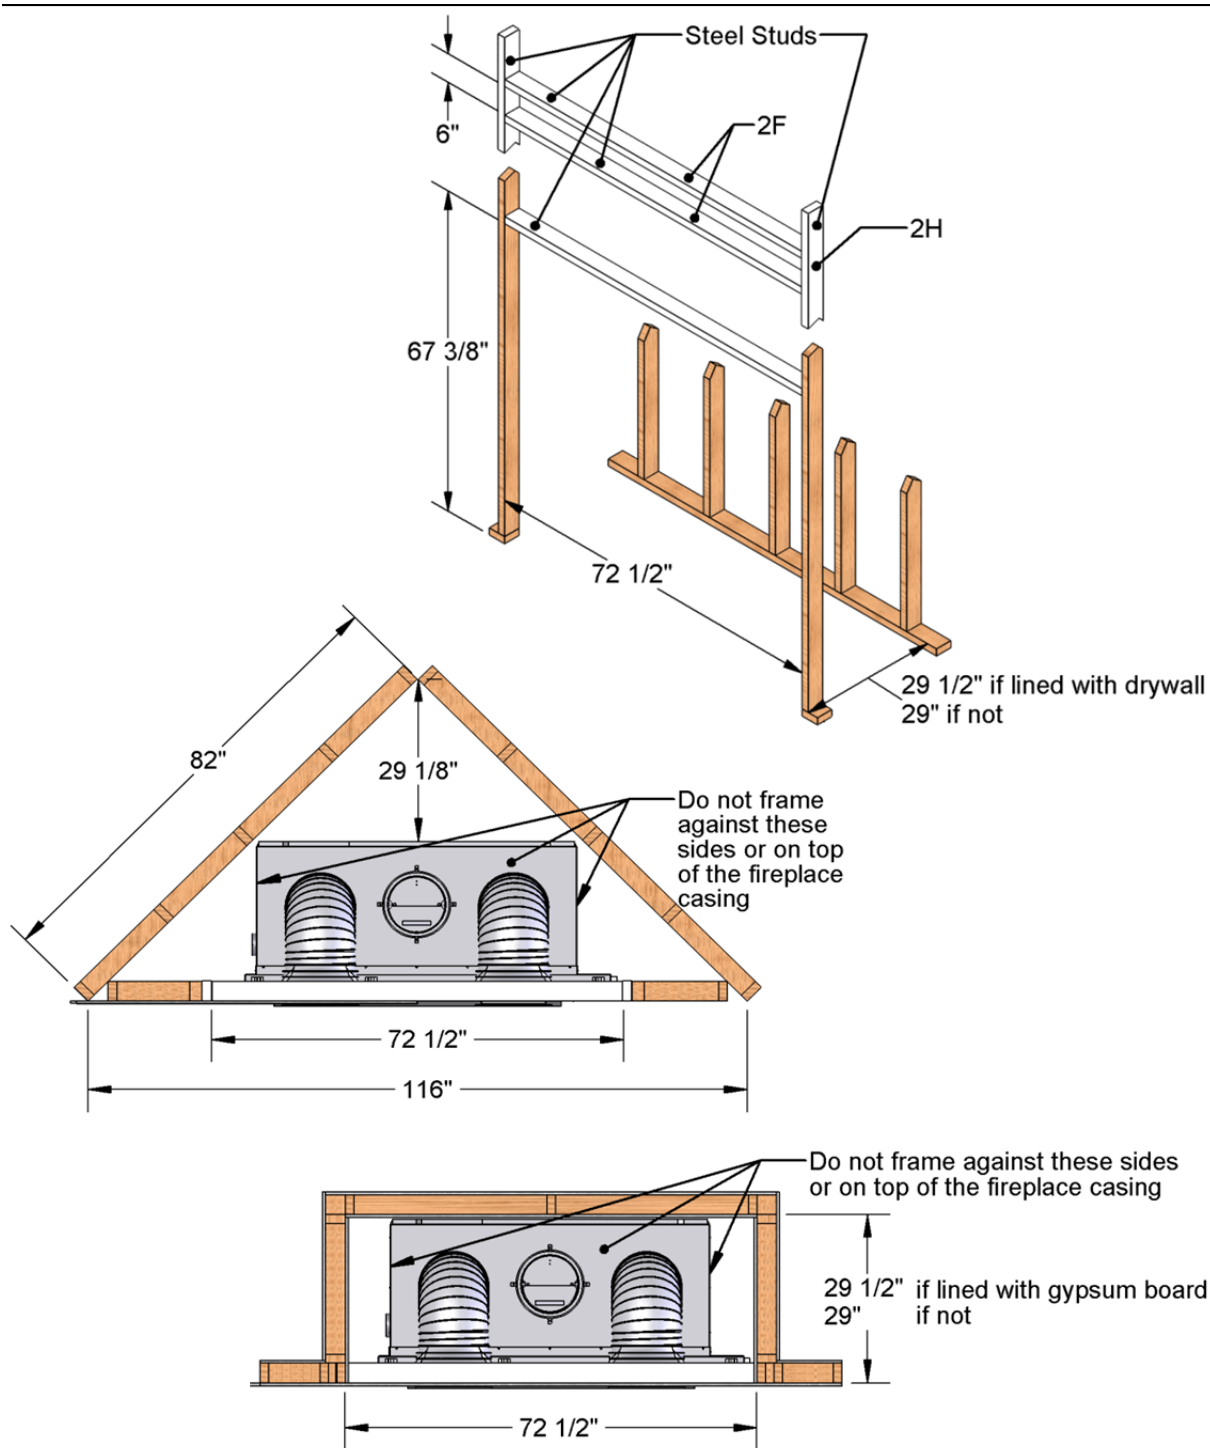 Steel Studs
6"
2F
2H
67 3/8"
72 1/2"
29 1/2" if lined with drywall
29" if not
82"
29 1/8"
Do not frame
against these
sides or on top
of the fireplace
casing
72 1/2"
116"
Do not frame against these sides
or on top of the fireplace casing
29 1/2" if lined with gypsum board
29" if not
72 1/2"